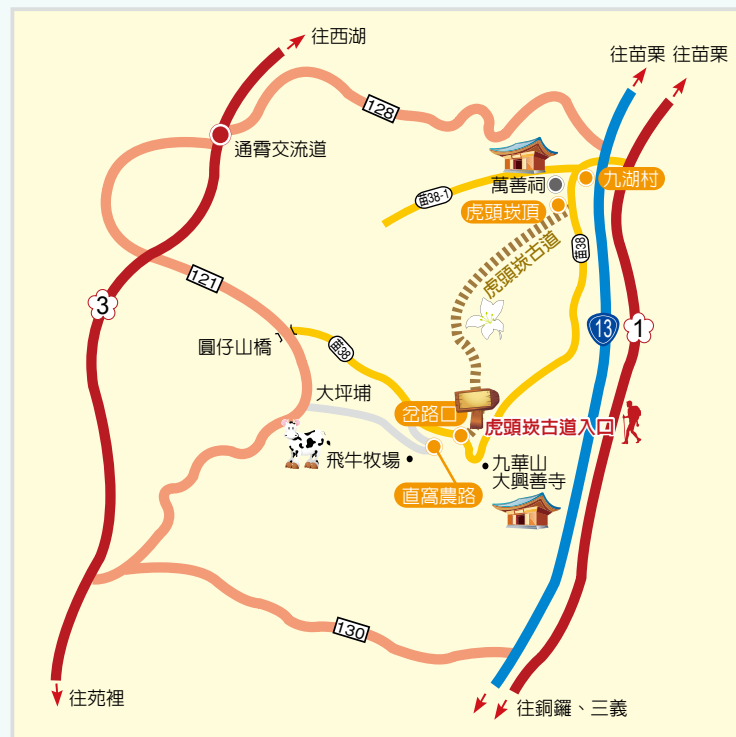 往西湖
往苗栗 往苗栗
128
通霄交流道
萬善祠
九湖村
苗38-1
虎頭崁頂
虎頭崁古道
苗38
121
3
13
1
圓仔山橋
苗38
大坪埔
岔路口
虎頭崁古道入口
飛牛牧場
九華山
大興善寺
直窩農路
130
往苑裡
往銅鑼、三義